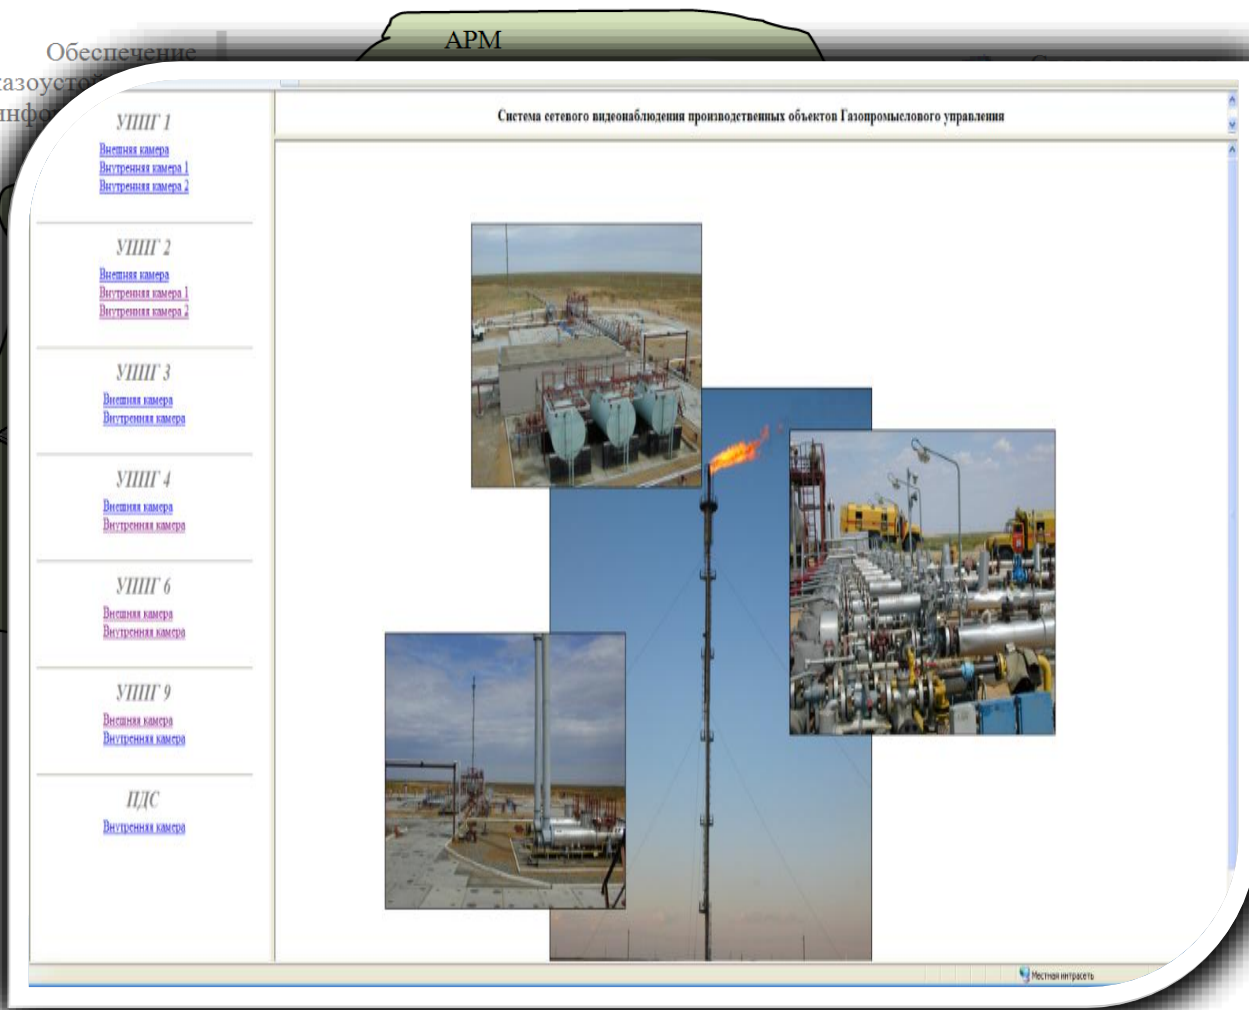 АРМ
Обеспечение
Система сетевого видеонаблюдения производственных объектов Газопромыслового управления
УППГ 1
Внешняя камера
Внутренняя камера 1
Внутренняя камера 2
УППГ 2
Внешняя камера
Внутренняя камера 1
Внутренняя камера 2
УППГ 3
Внешняя камера
Внутренняя камера
УППГ 4
Внешняя камера
Внутренняя камера
УППГ 6
Внешняя камера
Внутренняя камера
УППГ 9
Внешняя камера
Внутренняя камера
ПДС
Внутренняя камера
Местная интрасеть